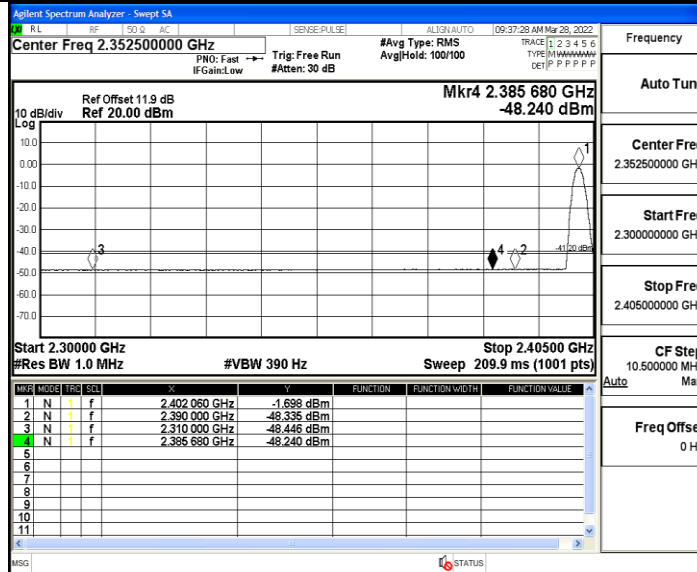 Agilent Spectrum Analyzer - Swept SA
RL RF 50 Ω AC SENSE:PULSE ALIGN AUTO 09:37:28 AM Mar 28, 2022
Center Freq 2.352500000 GHz
PNO: Fast
IFGain:Low
Trig: Free Run
#Atten: 30 dB
#Avg Type: RMS
Avg|Hold: 100/100
TRACE 1 2 3 4 5 6
TYPE MWWWWW
DET P P P P P P
Ref Offset 11.9 dB
10 dB/div Ref 20.00 dBm
Log
Mkr4 2.385 680 GHz
-48.240 dBm
10.0
0.00
-10.0
-20.0
-30.0
-40.0
-50.0
-60.0
-70.0
1
3
4
2
-41.20 dBm
Start 2.30000 GHz Stop 2.40500 GHz
#Res BW 1.0 MHz #VBW 390 Hz Sweep 209.9 ms (1001 pts)
MKR MODE TRC SCL X Y FUNCTION FUNCTION WIDTH FUNCTION VALUE
1 N 1 f 2.402 060 GHz -1.698 dBm
2 N 1 f 2.390 000 GHz -48.335 dBm
3 N 1 f 2.310 000 GHz -48.446 dBm
4 N 1 f 2.385 680 GHz -48.240 dBm
5
6
7
8
9
10
11
MSG STATUS
Frequency
Auto Tun
Center Fre
2.352500000 GH
Start Fre
2.300000000 GH
Stop Fre
2.405000000 GH
CF Ste
10.500000 MH
Auto Ma
Freq Offse
0 H